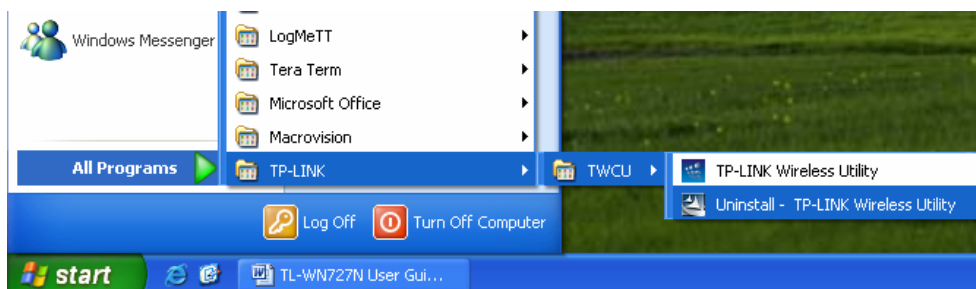 Windows Messenger
LogMeTT
Tera Term
Microsoft Office
Macrovision
All Programs
TP-LINK
TWCU
TP-LINK Wireless Utility
Uninstall - TP-LINK Wireless Utility
Log Off
Turn Off Computer
start
TL-WN727N User Gui...